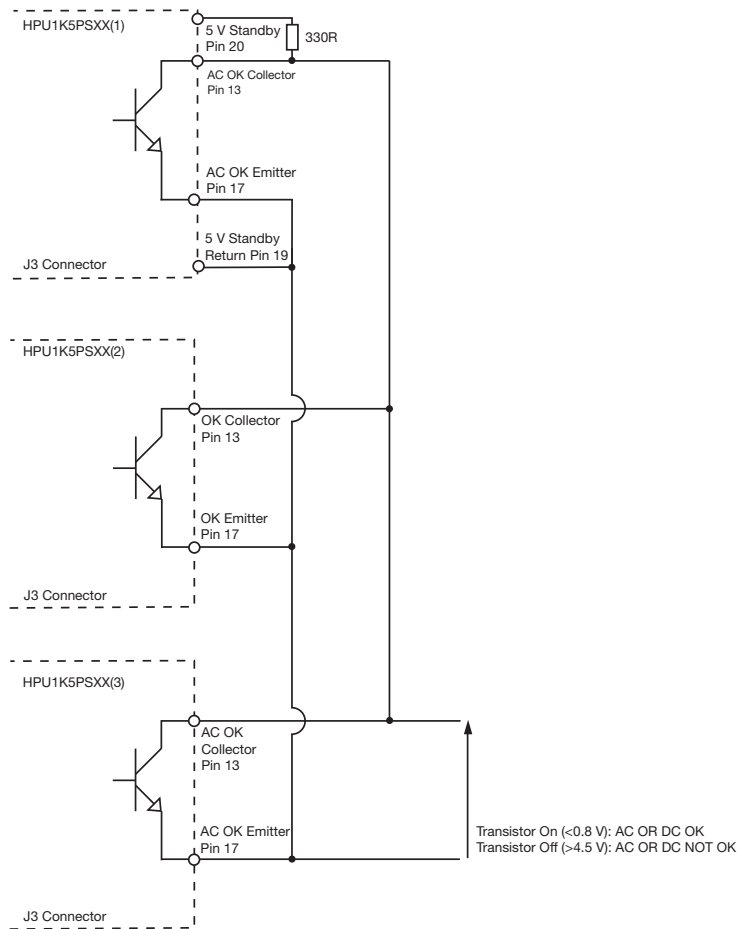 HPU1K5PSXX(1)
5 V Standby
Pin 20
330R
AC OK Collector
Pin 13
AC OK Emitter
Pin 17
5 V Standby
Return Pin 19
J3 Connector
HPU1K5PSXX(2)
OK Collector
Pin 13
OK Emitter
Pin 17
J3 Connector
HPU1K5PSXX(3)
AC OK
Collector
Pin 13
AC OK Emitter
Pin 17
Transistor On (<0.8 V): AC OR DC OK
Transistor Off (>4.5 V): AC OR DC NOT OK
J3 Connector